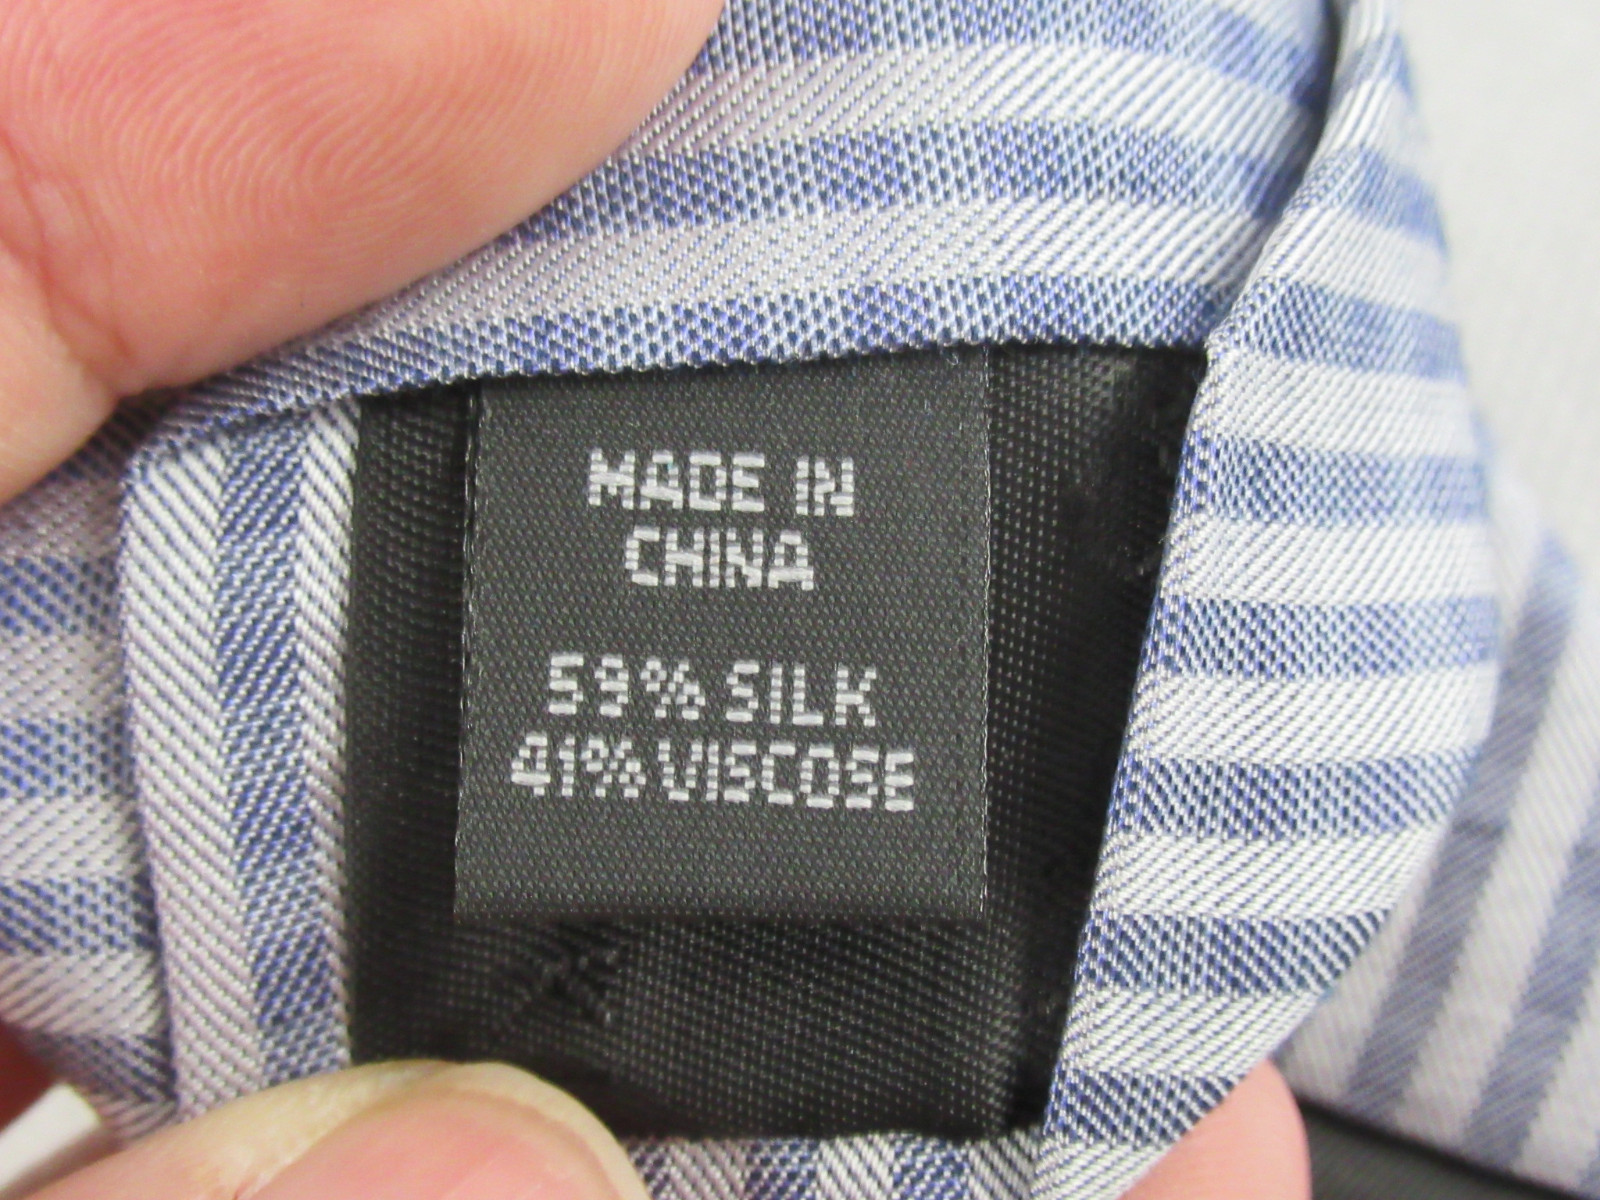 MADE IN
CHINA
59% SILK
41% VISCOSE